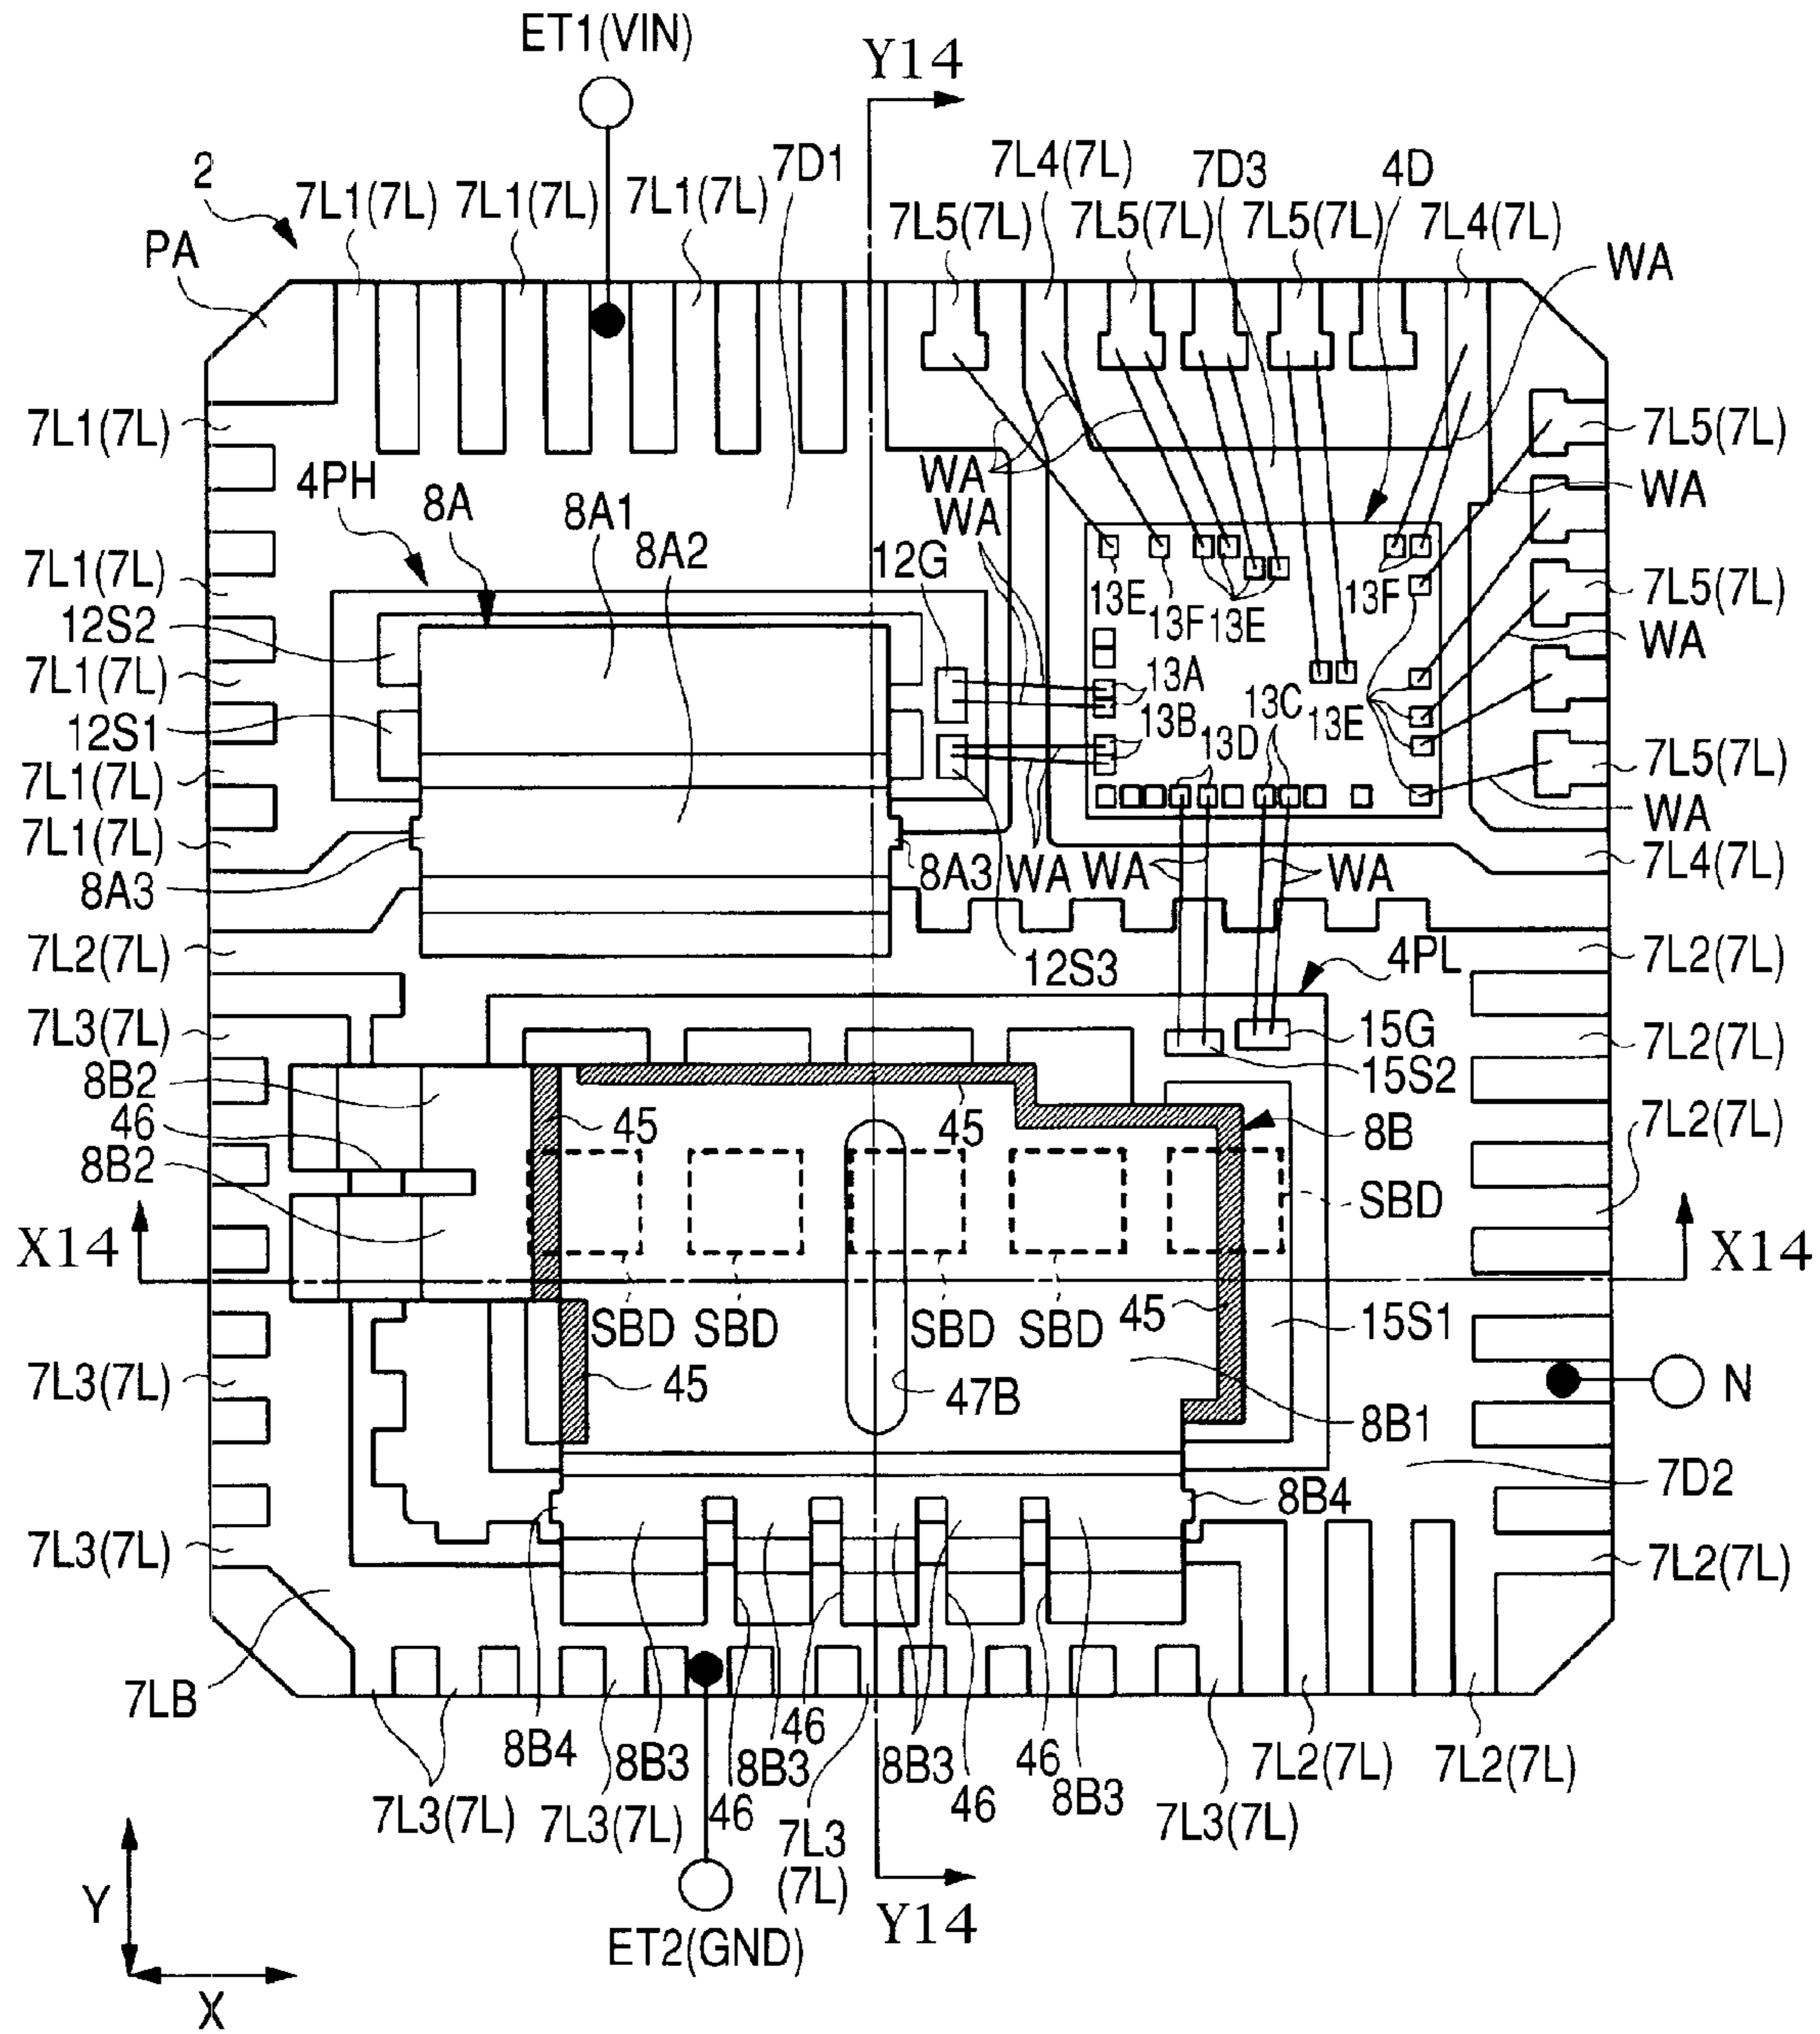 ET1(VIN)
Y14
2
7L1(7L)
7L1(7L)
7L1(7L)
7D1
7L4(7L)
7D3
4D
PA
7L5(7L)
7L5(7L)
7L5(7L)
7L4(7L)
WA
7L1(7L)
7L5(7L)
4PH
8A
8A1
8A2
WA
WA
WA
12G
7L1(7L)
12S2
13E
13F
13E
13F
7L5(7L)
WA
7L1(7L)
12S1
13A
13B
13D
13C
13E
7L1(7L)
7L5(7L)
WA
7L1(7L)
8A3
8A3
WA
WA
WA
7L4(7L)
7L2(7L)
12S3
4PL
7L2(7L)
7L3(7L)
15G
7L2(7L)
8B2
15S2
46
45
45
8B
7L2(7L)
8B2
SBD
X14
X14
SBD
SBD
SBD
SBD
45
15S1
7L3(7L)
45
47B
N
8B1
7D2
8B4
7L3(7L)
7L2(7L)
7LB
8B4
8B3
46
8B3
46
8B3
46
46
8B3
7L2(7L)
7L2(7L)
7L3(7L)
7L3(7L)
7L3
(7L)
7L3(7L)
Y
Y14
ET2(GND)
X